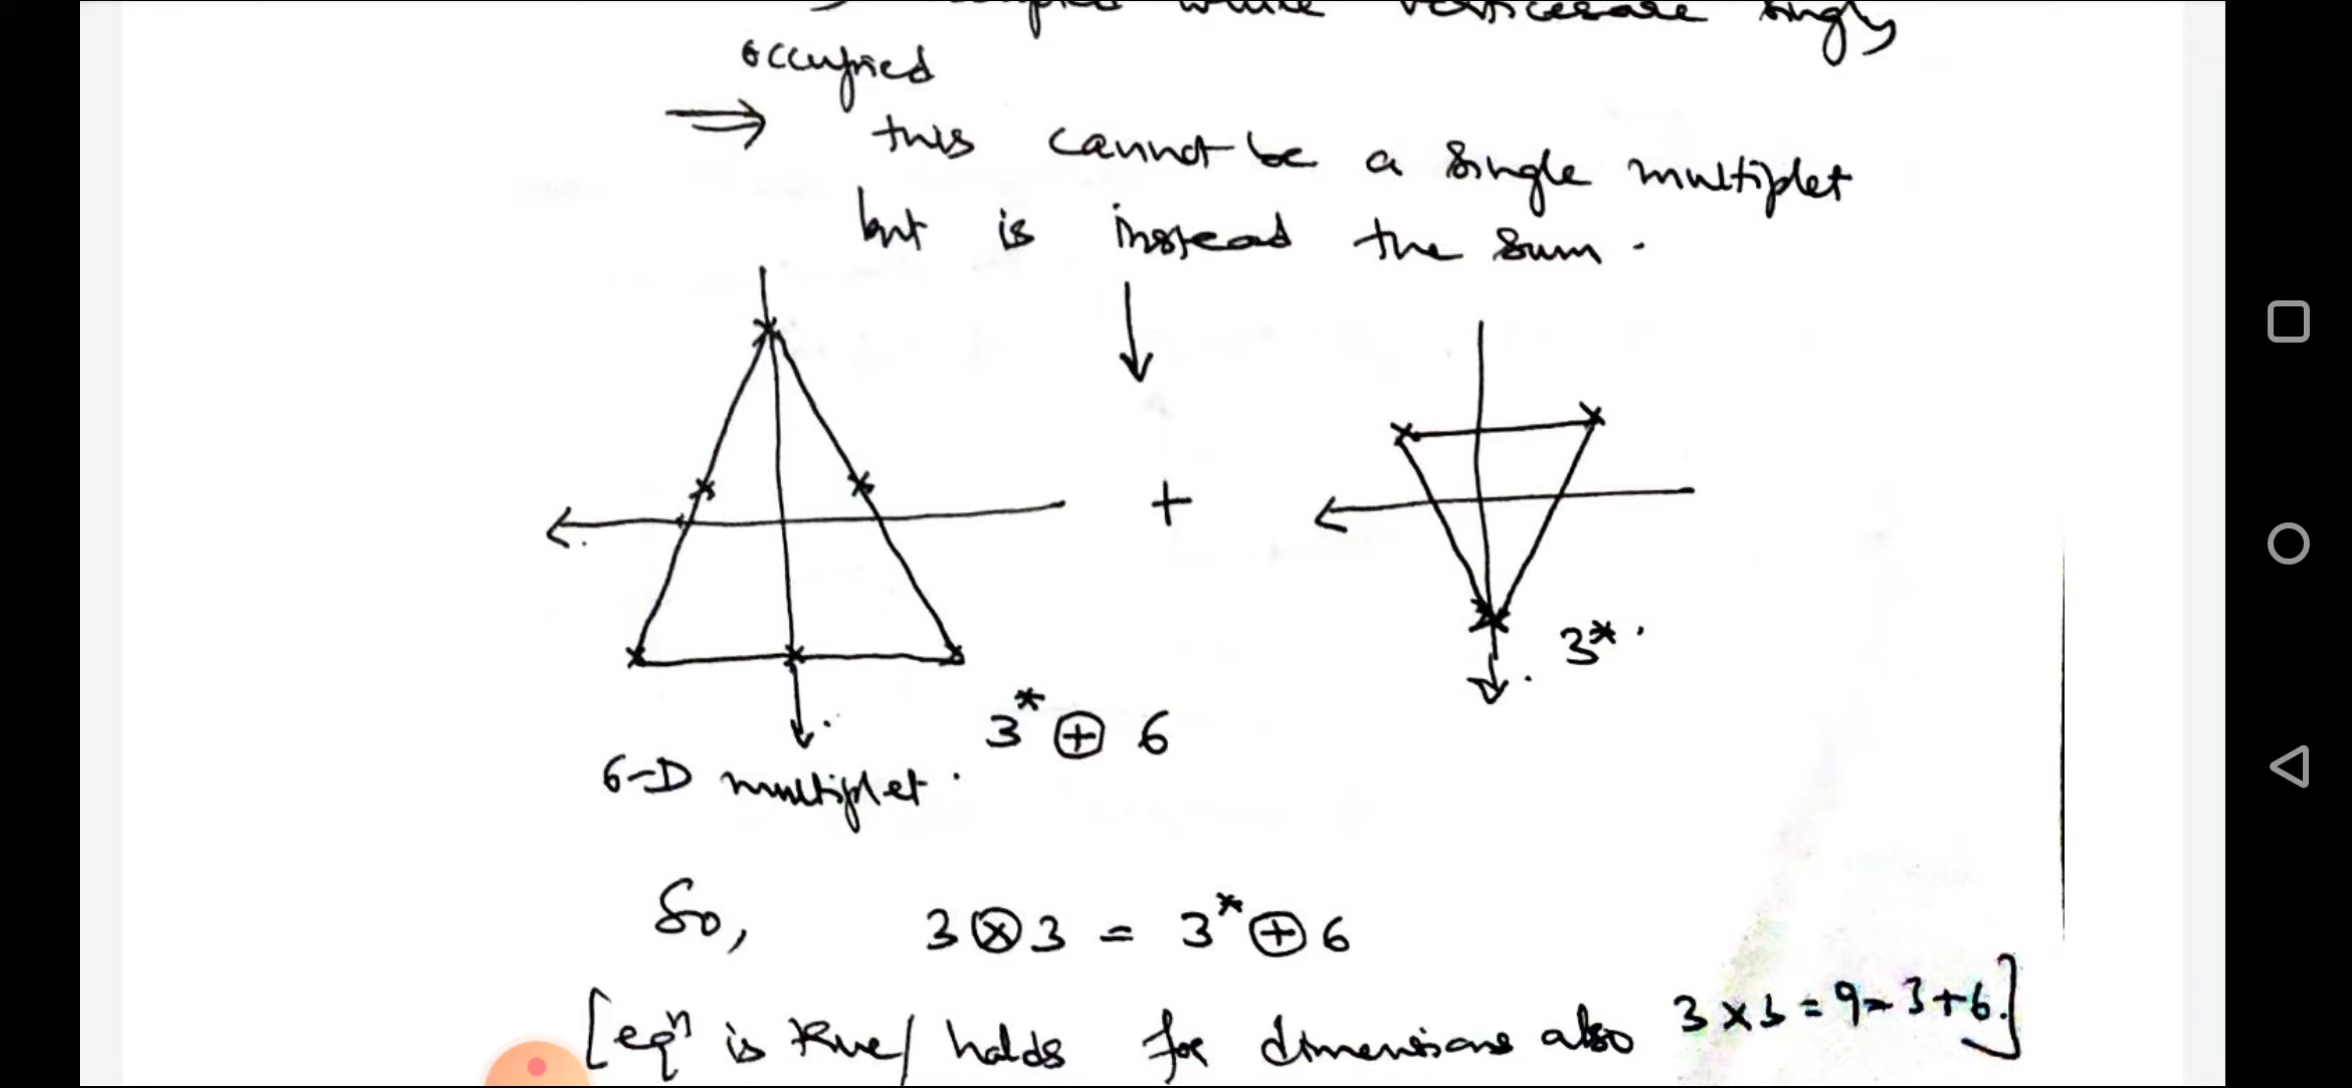 occupied
⇒ this cannot be a single multiplet
but is instead the sum.
+
3*.
3* ⊕ 6
6-D multiplet.
So, 3 ⊗ 3 = 3* ⊕ 6
[eqⁿ is true/ holds for dimensions also 3 x 3 = 9 = 3+6.]